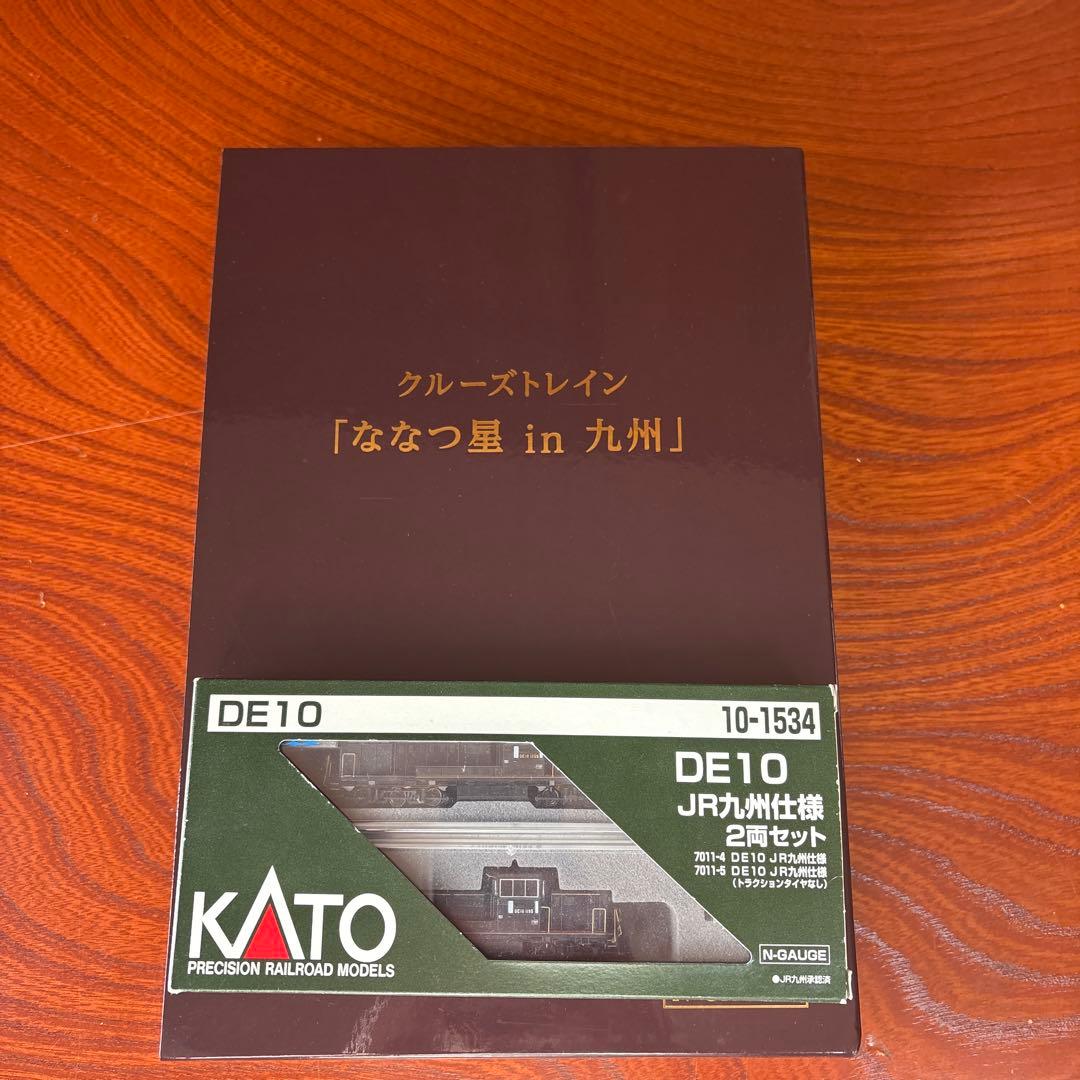 クルーズトレイン
「ななつ星 in 九州」
DE10
10-1534
DE10
JR九州仕様
2両セット
7011-4 DE10 JR九州仕様
7011-5 DE10 JR九州仕様
(トラクションタイヤなし)
KATO
PRECISION RAILROAD MODELS
N-GAUGE
●JR九州承認済